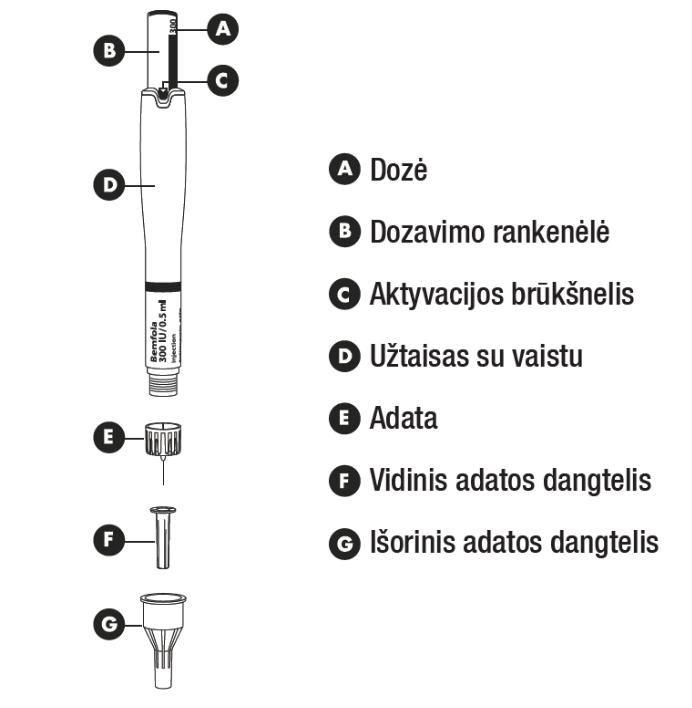 300
A
B
C
D
Bemfola
300 IU/0.5 ml
Injection
E
F
G
A Dozė
B Dozavimo rankenėlė
C Aktyvacijos brūkšnelis
D Užtaisas su vaistu
E Adata
F Vidinis adatos dangtelis
G Išorinis adatos dangtelis